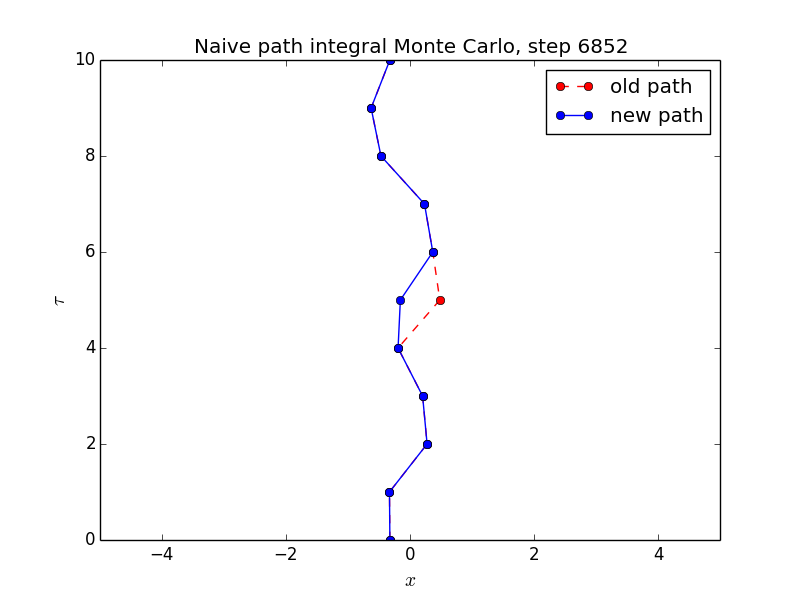 Naive path integral Monte Carlo, step 6852
10
old path
new path
8
6
τ
4
2
0
−4 −2 0 2 4
x